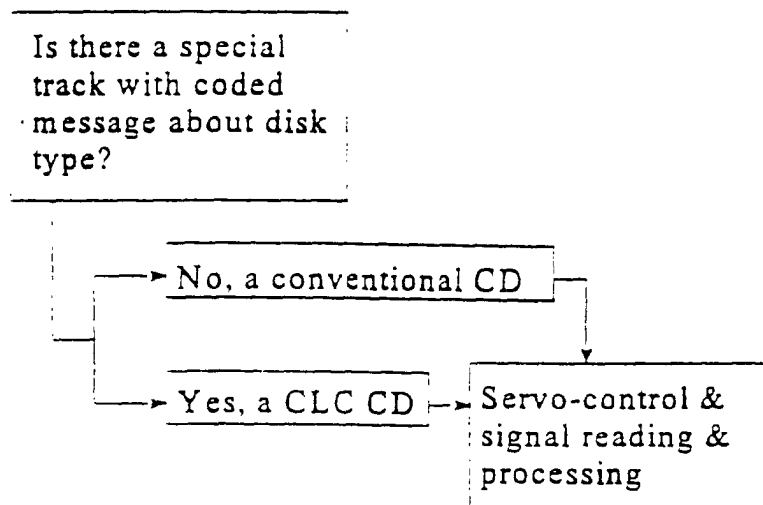 Is there a special
track with coded
message about disk
type?
No, a conventional CD
Yes, a CLC CD
Servo-control &
signal reading &
processing